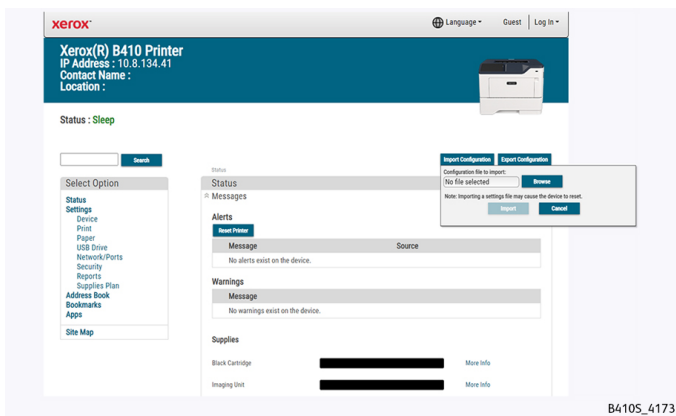 xerox
Language Guest Log In
Xerox(R) B410 Printer
IP Address : 10.8.134.41
Contact Name :
Location :
Status : Sleep
Search
Import Configuration Export Configuration
Configuration file to import:
No file selected Browse
Note: Importing a settings file may cause the device to reset.
Import Cancel
Select Option
Status
Settings
Device
Print
Paper
USB Drive
Network/Ports
Security
Reports
Supplies Plan
Address Book
Bookmarks
Apps
Site Map
Status
Status
Messages
Alerts
Reset Printer
Message Source
No alerts exist on the device.
Warnings
Message
No warnings exist on the device.
Supplies
Black Cartridge More Info
Imaging Unit More Info
B410S_4173